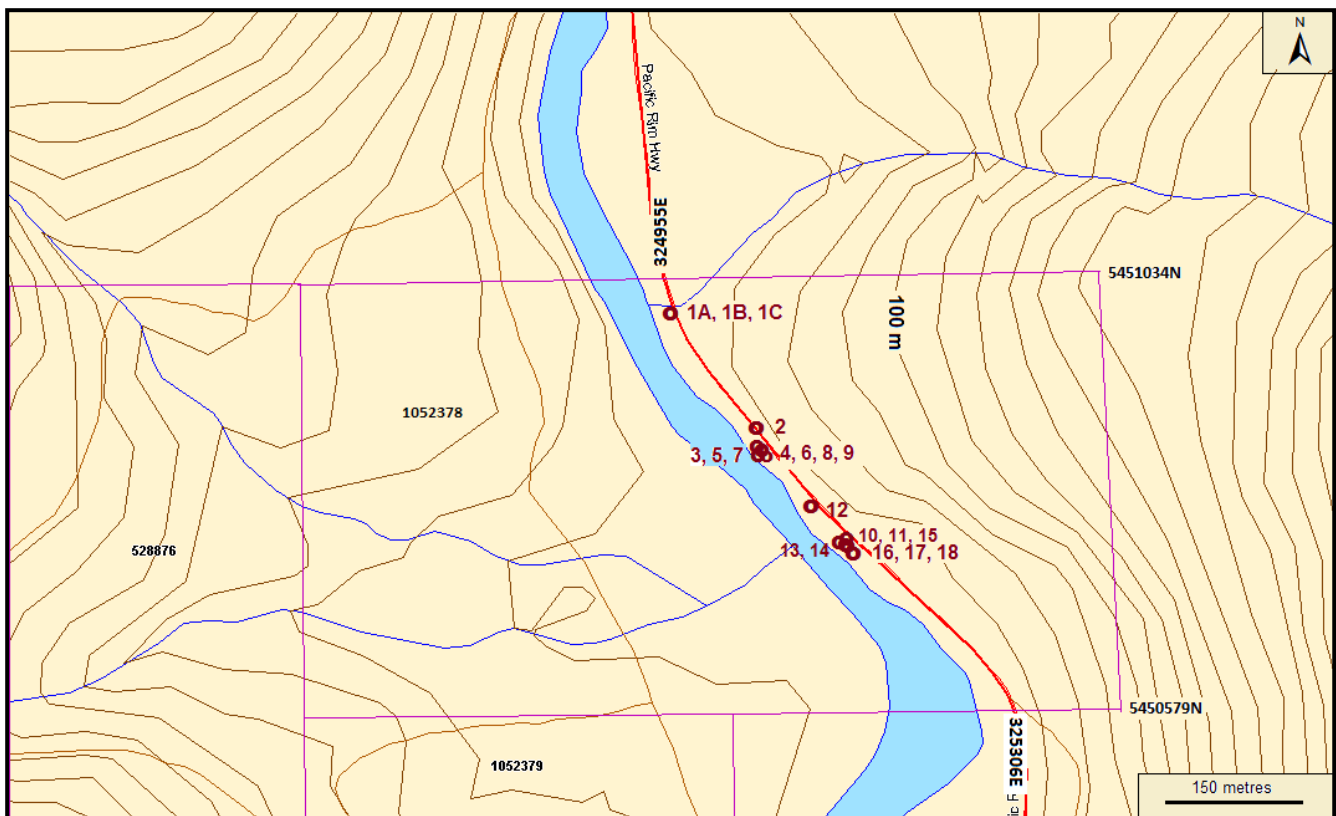 N
Pacific Rim Hwy
324955E
5451034N
1A, 1B, 1C
100 m
1052378
2
3, 5, 7
4, 6, 8, 9
12
528876
10, 11, 15
13, 14
16, 17, 18
5450579N
325306E
1052379
150 metres